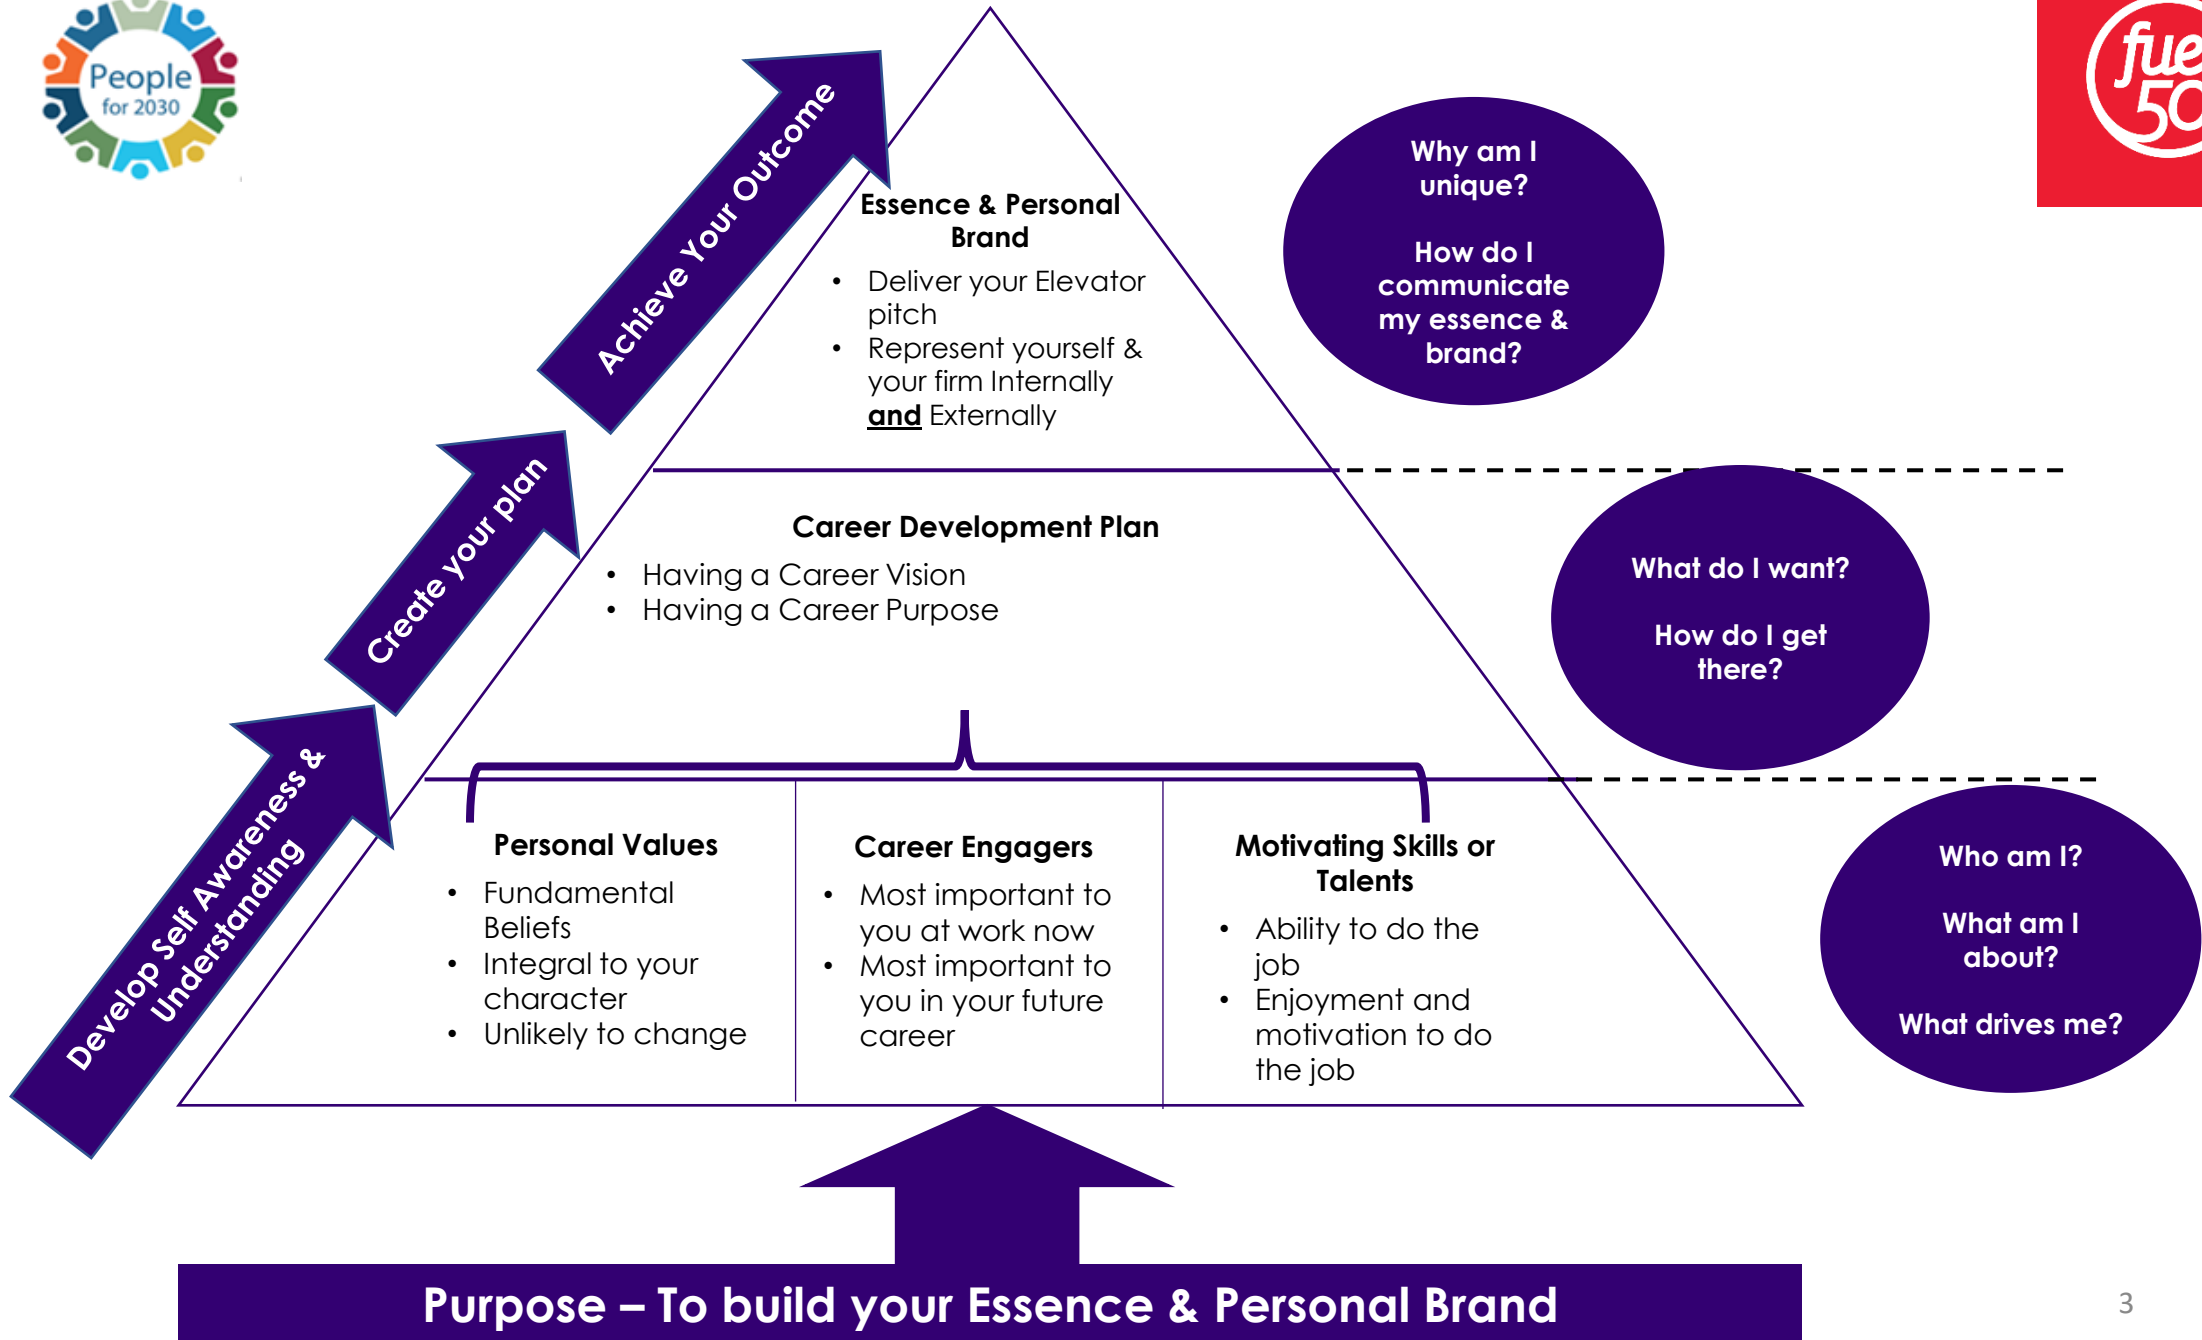 People
for 2030
Achieve Your Outcome
Create your plan
Develop Self Awareness &
Understanding
Essence & Personal
Brand
• Deliver your Elevator
pitch
• Represent yourself &
your firm Internally
and Externally
Career Development Plan
• Having a Career Vision
• Having a Career Purpose
Personal Values
• Fundamental
Beliefs
• Integral to your
character
• Unlikely to change
Career Engagers
• Most important to
you at work now
• Most important to
you in your future
career
Motivating Skills or
Talents
• Ability to do the
job
• Enjoyment and
motivation to do
the job
Why am I
unique?
How do I
communicate
my essence &
brand?
What do I want?
How do I get
there?
Who am I?
What am I
about?
What drives me?
Purpose – To build your Essence & Personal Brand
fue
50
3